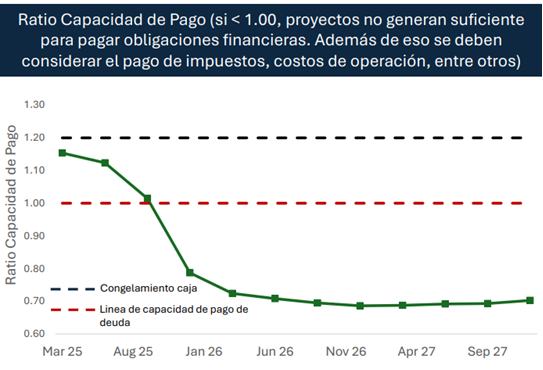 Ratio Capacidad de Pago (si < 1.00, proyectos no generan suficiente
para pagar obligaciones financieras. Además de eso se deben
considerar el pago de impuestos, costos de operación, entre otros)
Ratio Capacidad de Pago
1.30
1.20
1.10
1.00
0.90
0.80
0.70
0.60
Congelamiento caja
Linea de capacidad de pago de
deuda
Mar 25 Aug 25 Jan 26 Jun 26 Nov 26 Apr 27 Sep 27